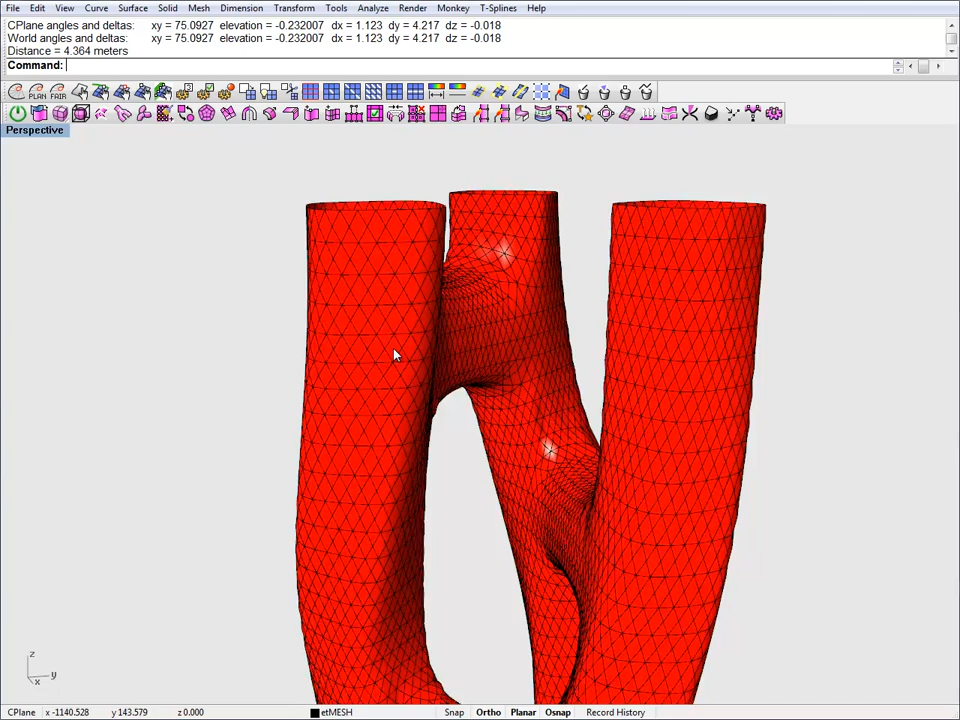 File Edit View Curve Surface Solid Mesh Dimension Transform Tools Analyze Render Monkey T-Splines Help
CPlane angles and deltas: xy = 75.0927 elevation = -0.232007 dx = 1.123 dy = 4.217 dz = -0.018
World angles and deltas: xy = 75.0927 elevation = -0.232007 dx = 1.123 dy = 4.217 dz = -0.018
Distance = 4.364 meters
Command:
PLAN FAIR
Perspective
z
y
x
CPlane x -1140.528 y 143.579 z 0.000 etMESH Snap Ortho Planar Osnap Record History